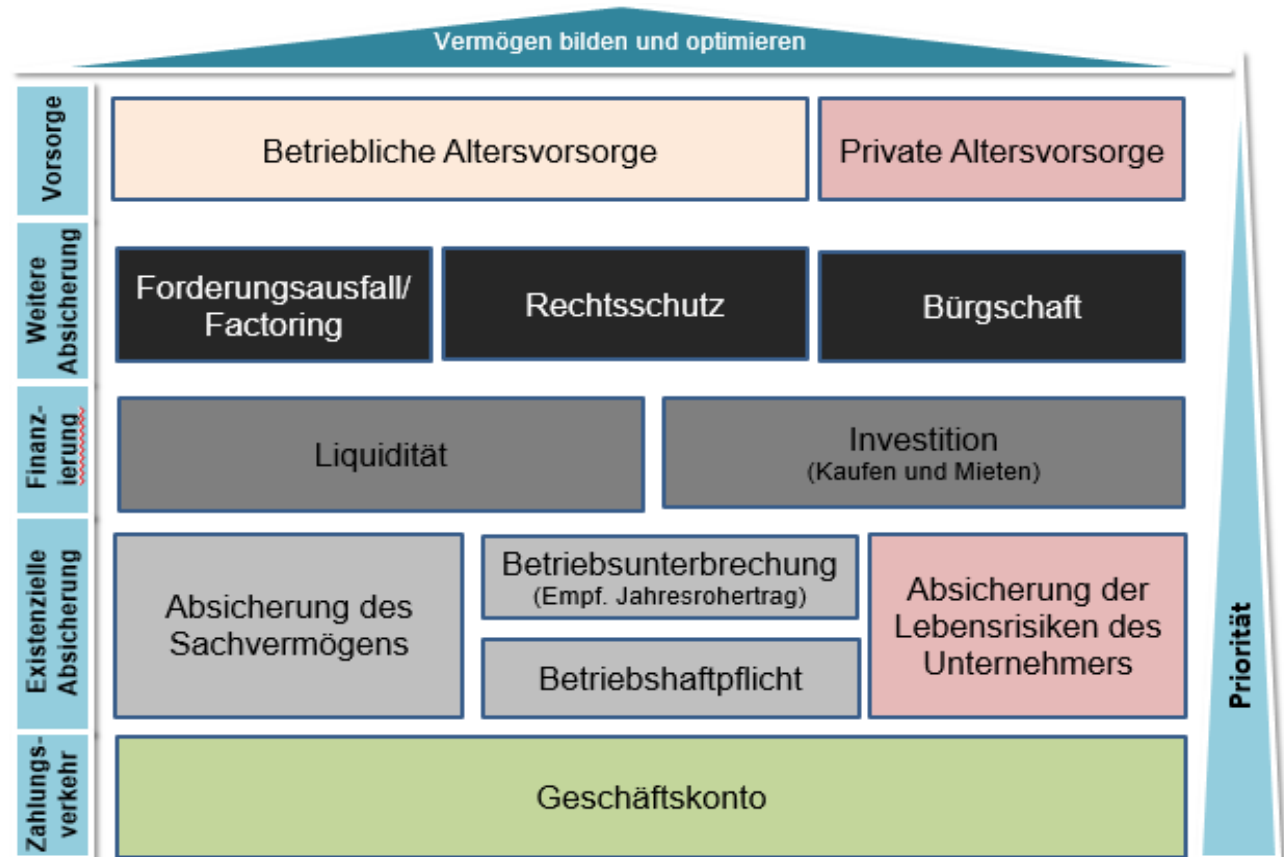 Vermögen bilden und optimieren
Vorsorge
Betriebliche Altersvorsorge
Private Altersvorsorge
Weitere
Absicherung
Forderungsausfall/
Factoring
Rechtsschutz
Bürgschaft
Finanz-
ierung
Liquidität
Investition
(Kaufen und Mieten)
Existenzielle
Absicherung
Absicherung des
Sachvermögens
Betriebsunterbrechung
(Empf. Jahresrohertrag)
Betriebshaftpflicht
Absicherung der
Lebensrisiken des
Unternehmers
Zahlungs-
verkehr
Geschäftskonto
Priorität